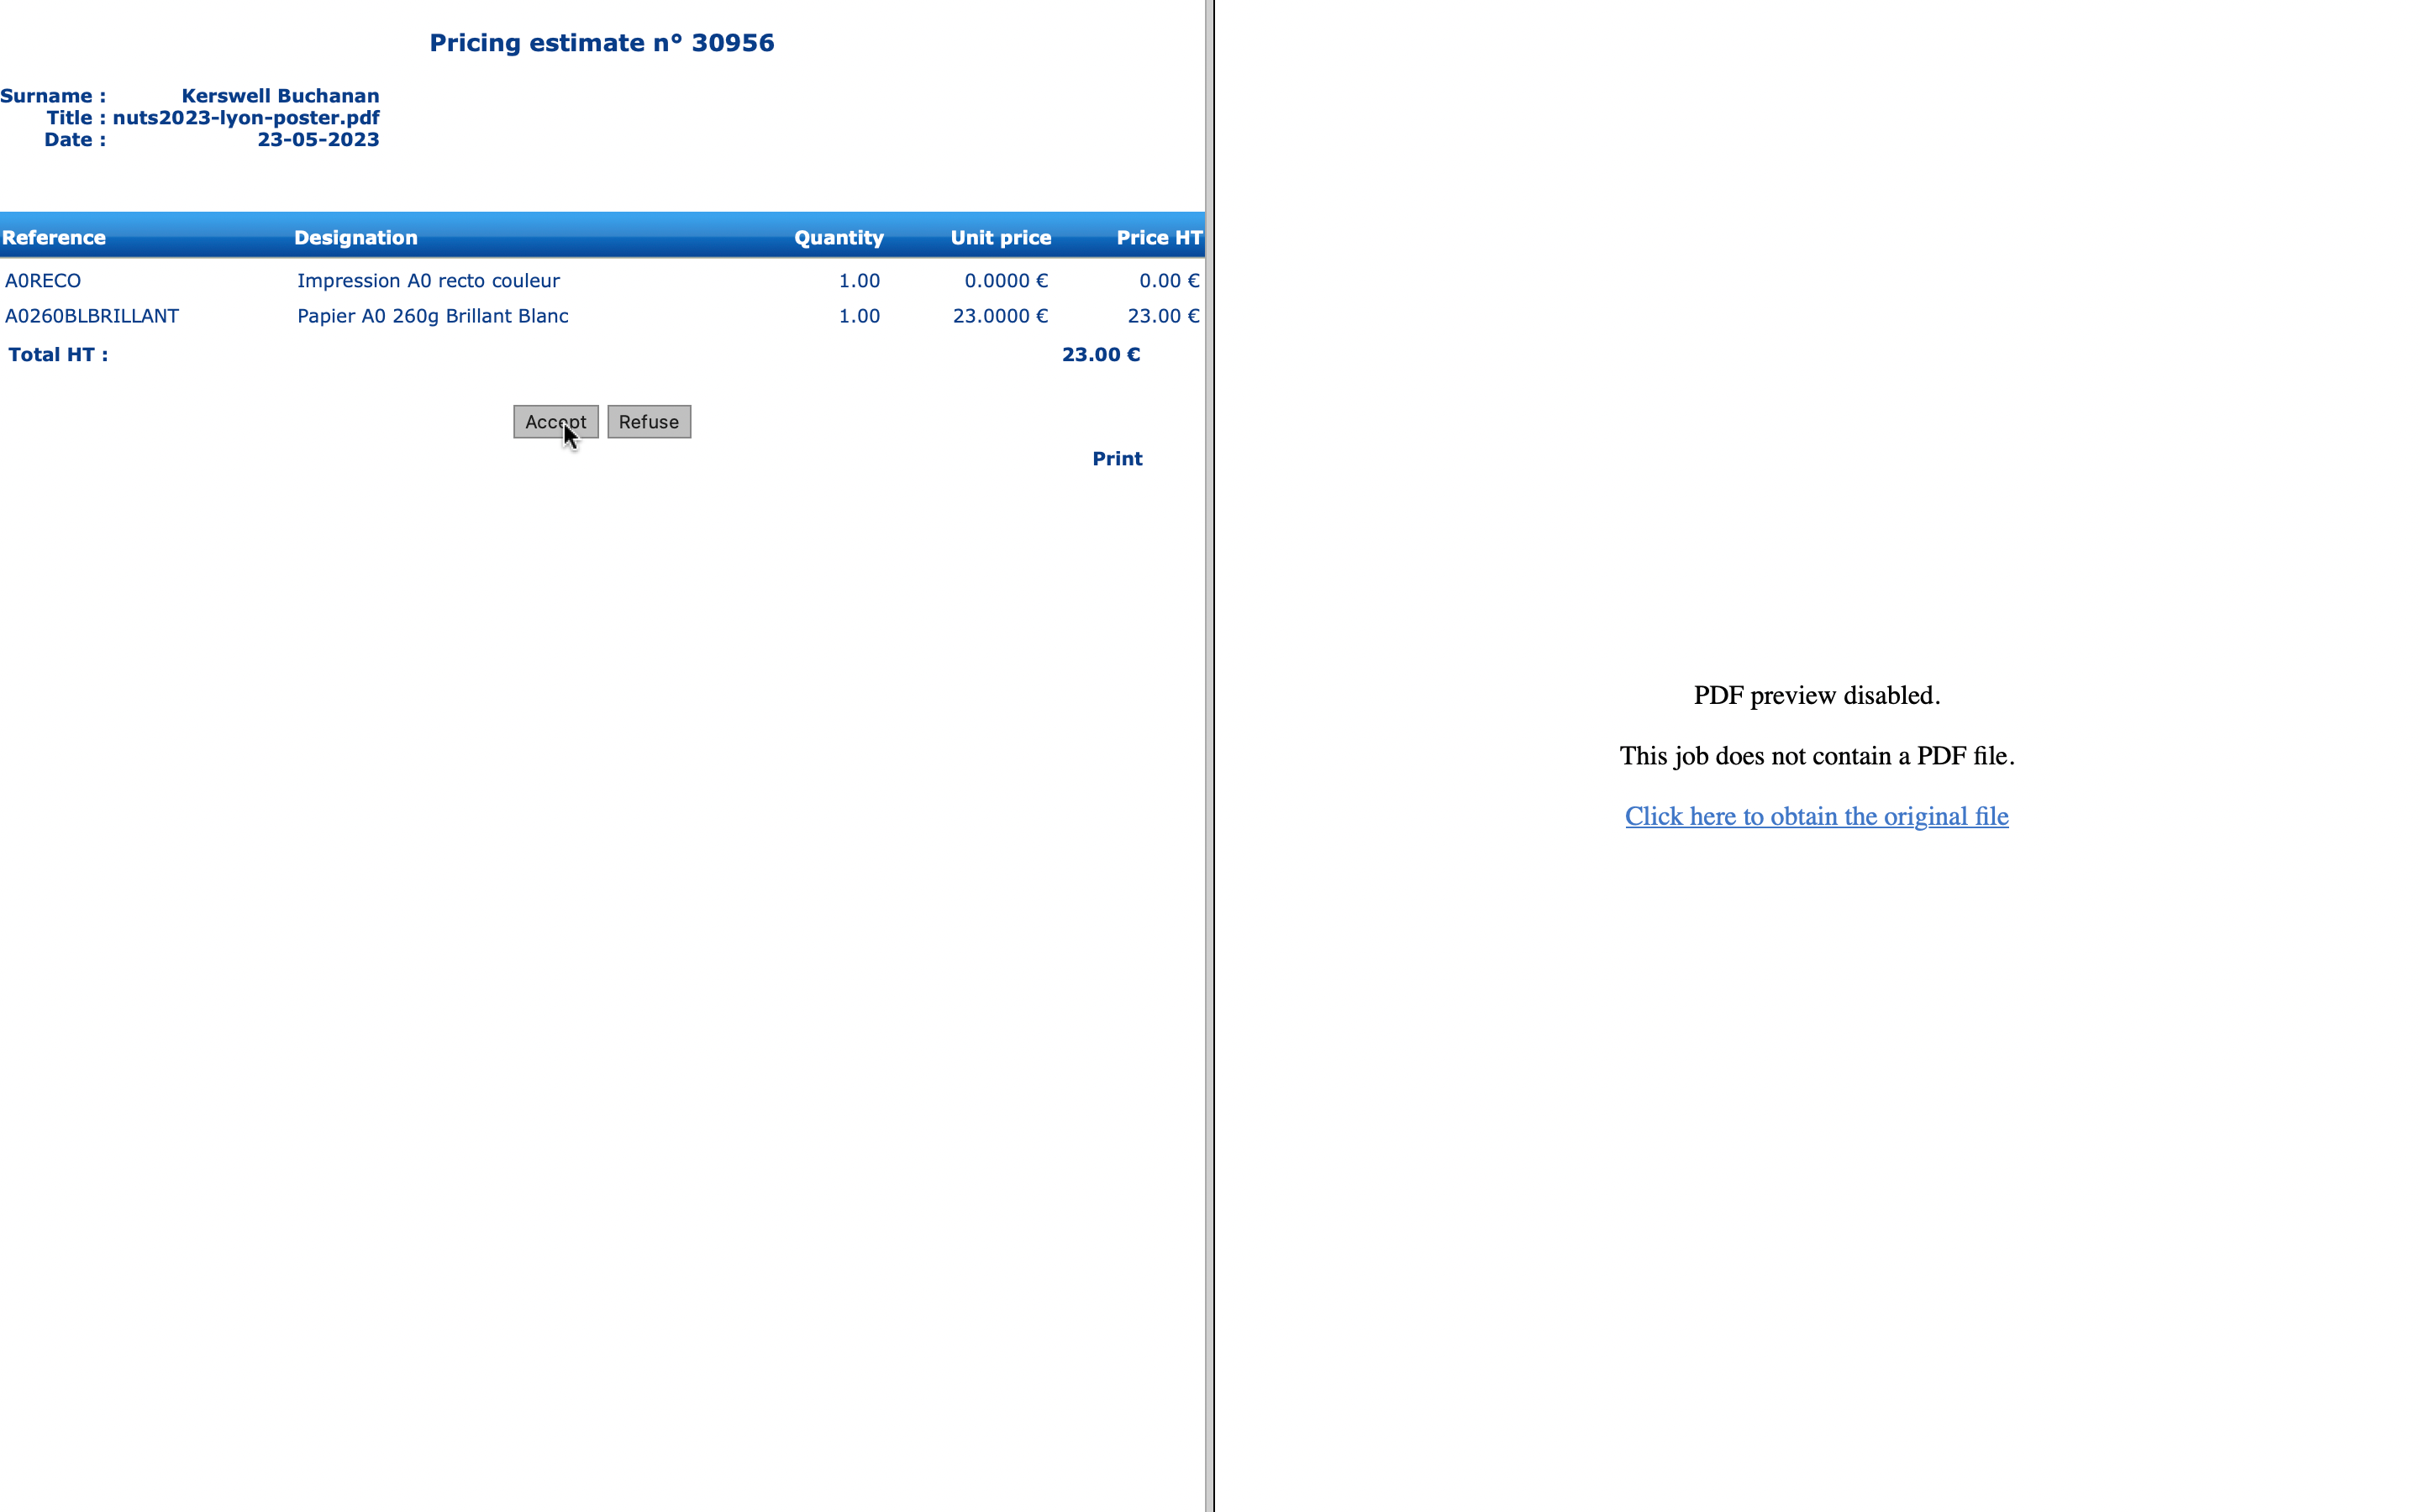 Pricing estimate n° 30956
Surname : Kerswell Buchanan
Title : nuts2023-lyon-poster.pdf
Date : 23-05-2023
Reference Designation Quantity Unit price Price HT
A0RECO Impression A0 recto couleur 1.00 0.0000 € 0.00 €
A0260BLBRILLANT Papier A0 260g Brillant Blanc 1.00 23.0000 € 23.00 €
Total HT : 23.00 €
Accept Refuse
Print
PDF preview disabled.
This job does not contain a PDF file.
Click here to obtain the original file